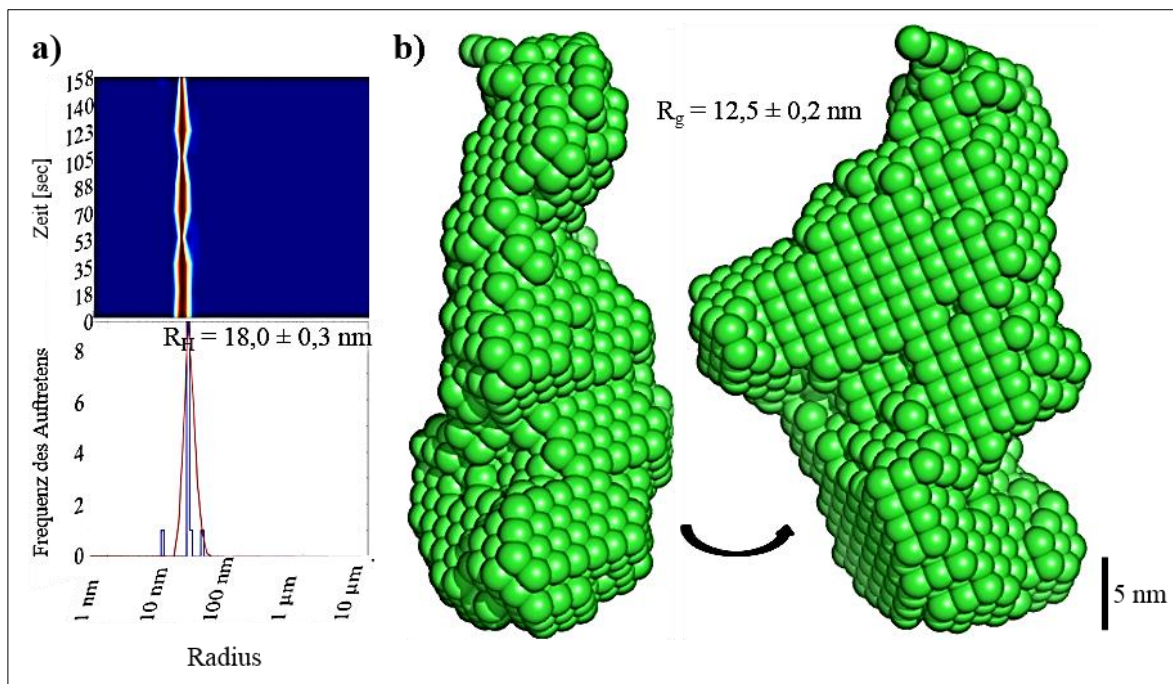 a)
158
140
123
105
88
70
53
35
18
0
Zeit [sec]
R_H = 18,0 ± 0,3 nm
8
6
4
2
0
Frequenz des Auftretens
1 nm
10 nm
100 nm
1 µm
10 µm
Radius
b)
R_g = 12,5 ± 0,2 nm
5 nm